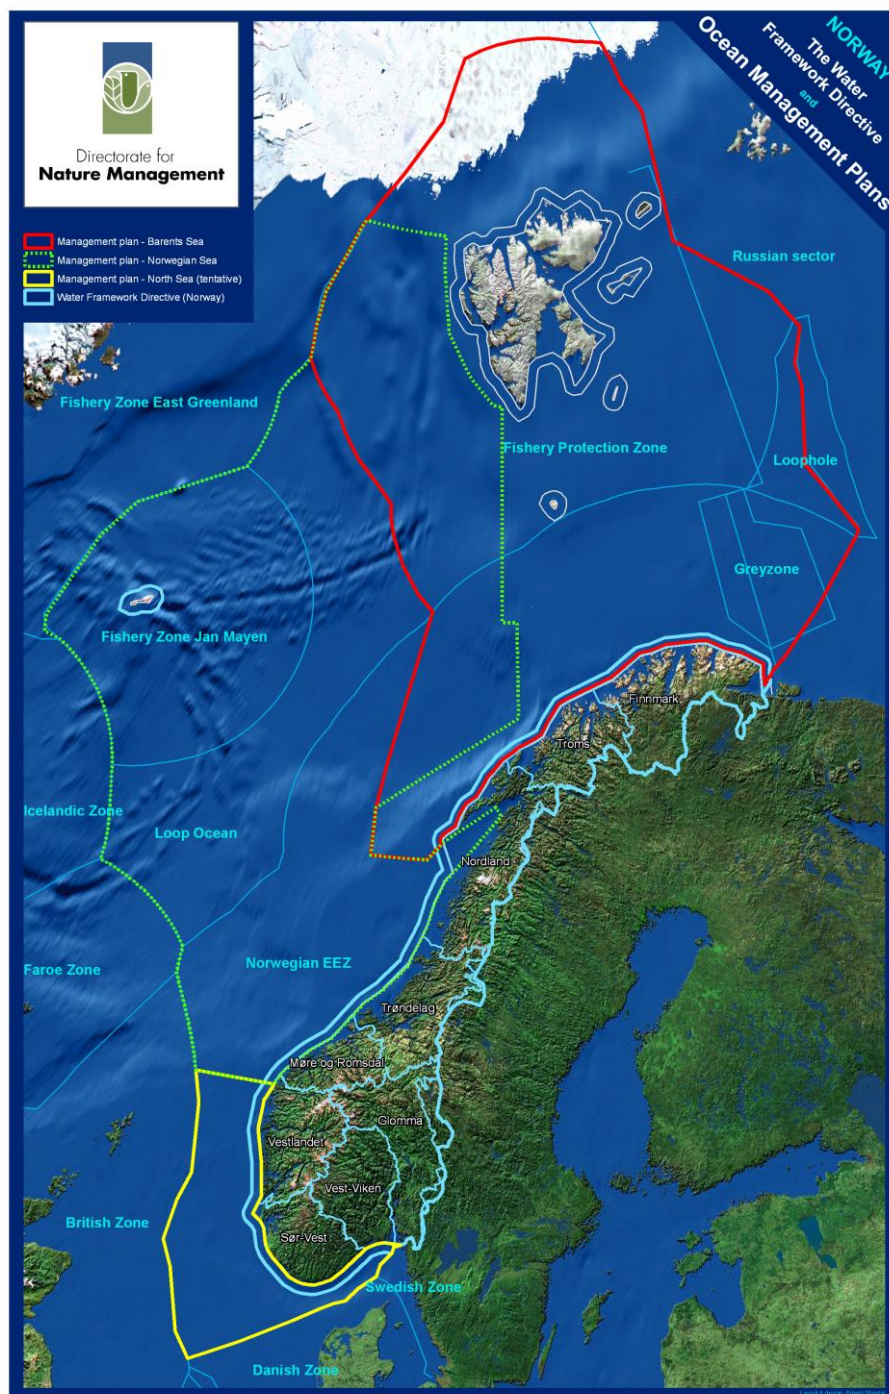 NORWAY
The Water
Framework Directive
and
Ocean Management Plans
Directorate for
Nature Management
Management plan - Barents Sea
Management plan - Norwegian Sea
Management plan - North Sea (tentative)
Water Framework Directive (Norway)
Russian sector
Fishery Zone East Greenland
Fishery Protection Zone
Loophole
Greyzone
Fishery Zone Jan Mayen
Finnmark
Troms
Icelandic Zone
Loop Ocean
Nordland
Norwegian EEZ
Faroe Zone
Trøndelag
Møre og Romsdal
Glomma
Vestlandet
Vest-Viken
British Zone
Sør-Vest
Swedish Zone
Danish Zone